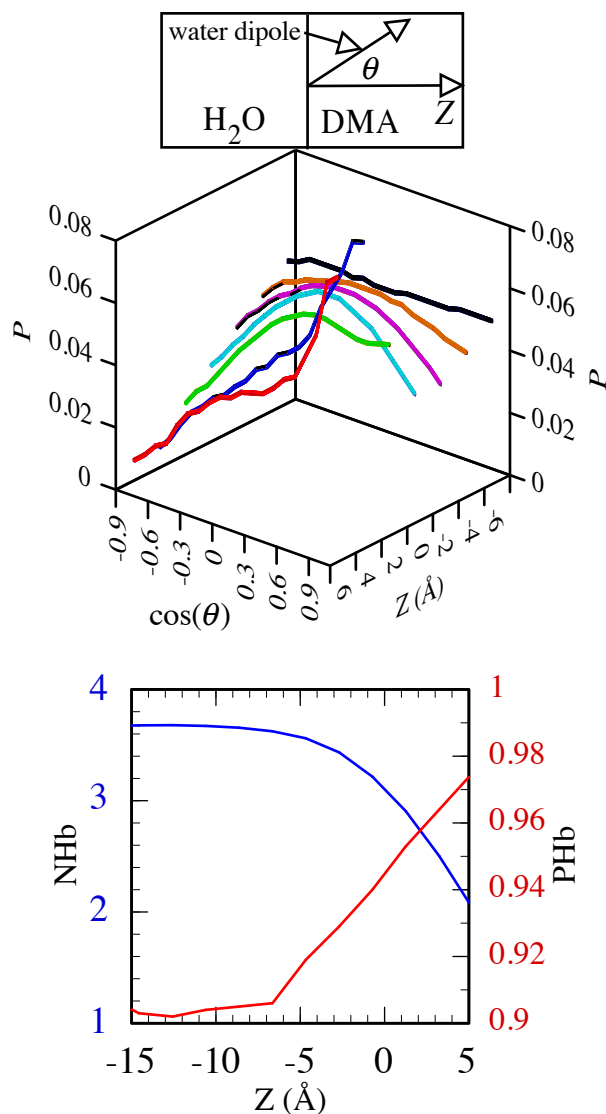 water dipole
θ
H2O
DMA
Z
0.08
0.06
0.04
0.02
0
P
0.08
0.06
0.04
0.02
0
P
-0.9
-0.6
-0.3
0
0.3
0.6
0.9
cos(θ)
6
4
2
0
-2
-4
-6
Z (Å)
4
3
2
1
NHb
1
0.98
0.96
0.94
0.92
0.9
PHb
-15 -10 -5 0 5
Z (Å)